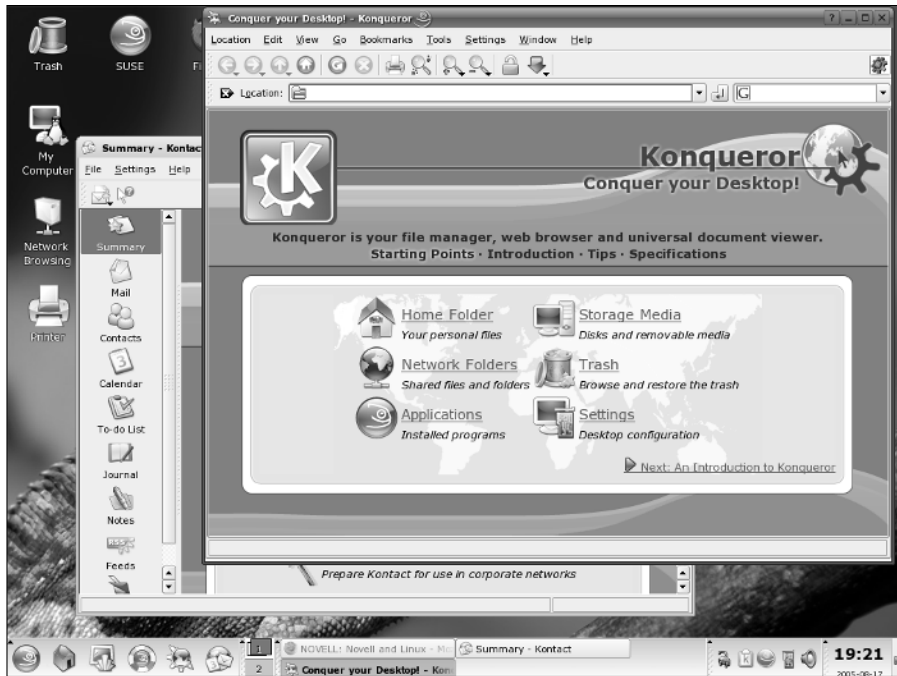 Conquer your Desktop! - Konqueror
Location Edit View Go Bookmarks Tools Settings Window Help
Location:
G
Trash
SUSE
My Computer
Network Browsing
Printer
Summary - Kontac
File Settings Help
Summary
Mail
Contacts
Calendar
To-do List
Journal
Notes
Feeds
Konqueror
Conquer your Desktop!
Konqueror is your file manager, web browser and universal document viewer.
Starting Points · Introduction · Tips · Specifications
Home Folder
Your personal files
Storage Media
Disks and removable media
Network Folders
Shared files and folders
Trash
Browse and restore the trash
Applications
Installed programs
Settings
Desktop configuration
Next: An Introduction to Konqueror
Prepare Kontact for use in corporate networks
1
2
NOVELL: Novell and Linux - Mo
Summary - Kontact
Conquer your Desktop! - Kon
19:21
2005-08-17